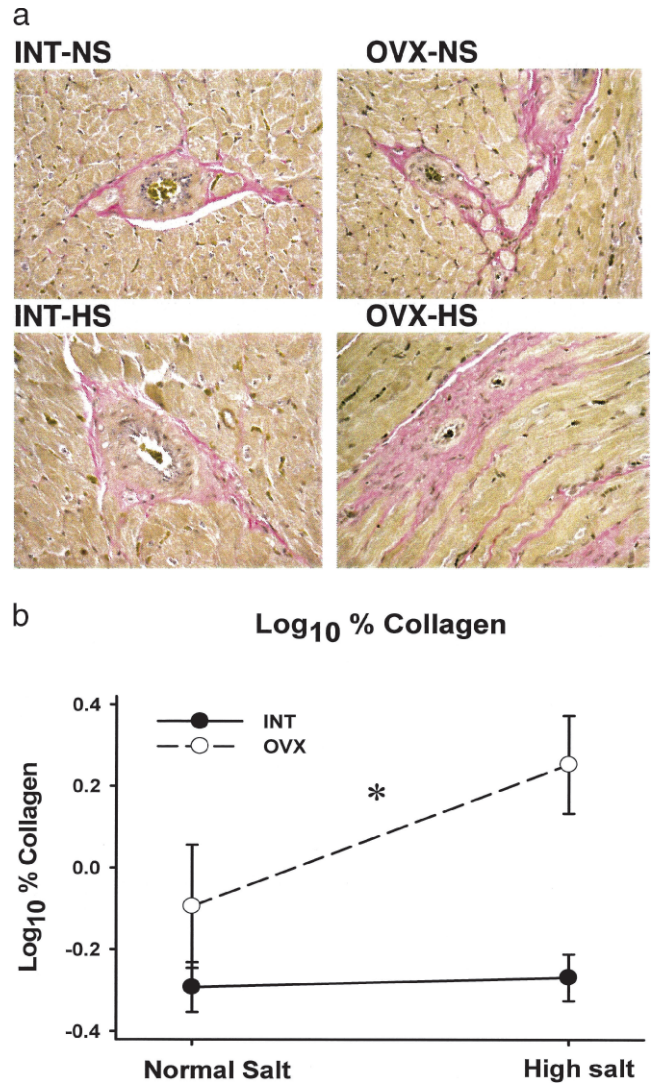 a
INT-NS OVX-NS
INT-HS OVX-HS
b
Log10 % Collagen
0.4
0.2
0.0
-0.2
-0.4
Log10 % Collagen
INT
OVX
*
Normal Salt High salt